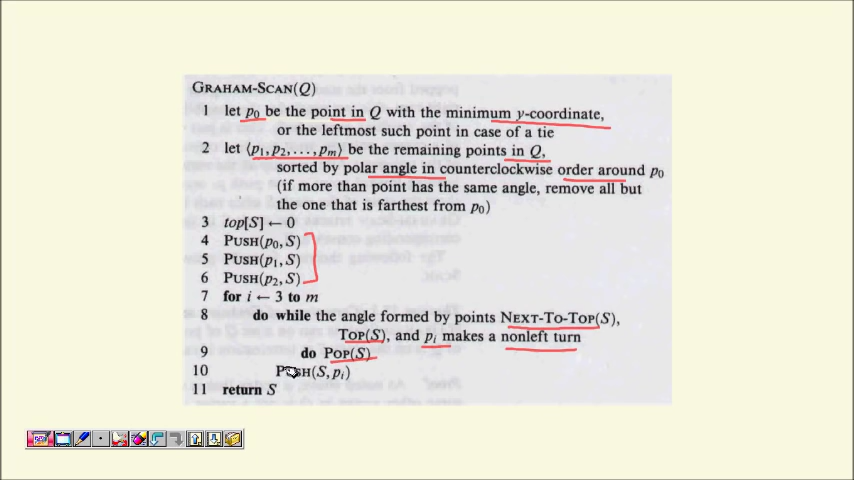 GRAHAM-SCAN(Q)
1 let p₀ be the point in Q with the minimum y-coordinate,
or the leftmost such point in case of a tie
2 let ⟨p₁, p₂, . . . , pₘ⟩ be the remaining points in Q,
sorted by polar angle in counterclockwise order around p₀
(if more than point has the same angle, remove all but
the one that is farthest from p₀)
3 top[S] ← 0
4 PUSH(p₀, S)
5 PUSH(p₁, S)
6 PUSH(p₂, S)
7 for i ← 3 to m
8 do while the angle formed by points NEXT-TO-TOP(S),
TOP(S), and pᵢ makes a nonleft turn
9 do POP(S)
10 PUSH(S, pᵢ)
11 return S